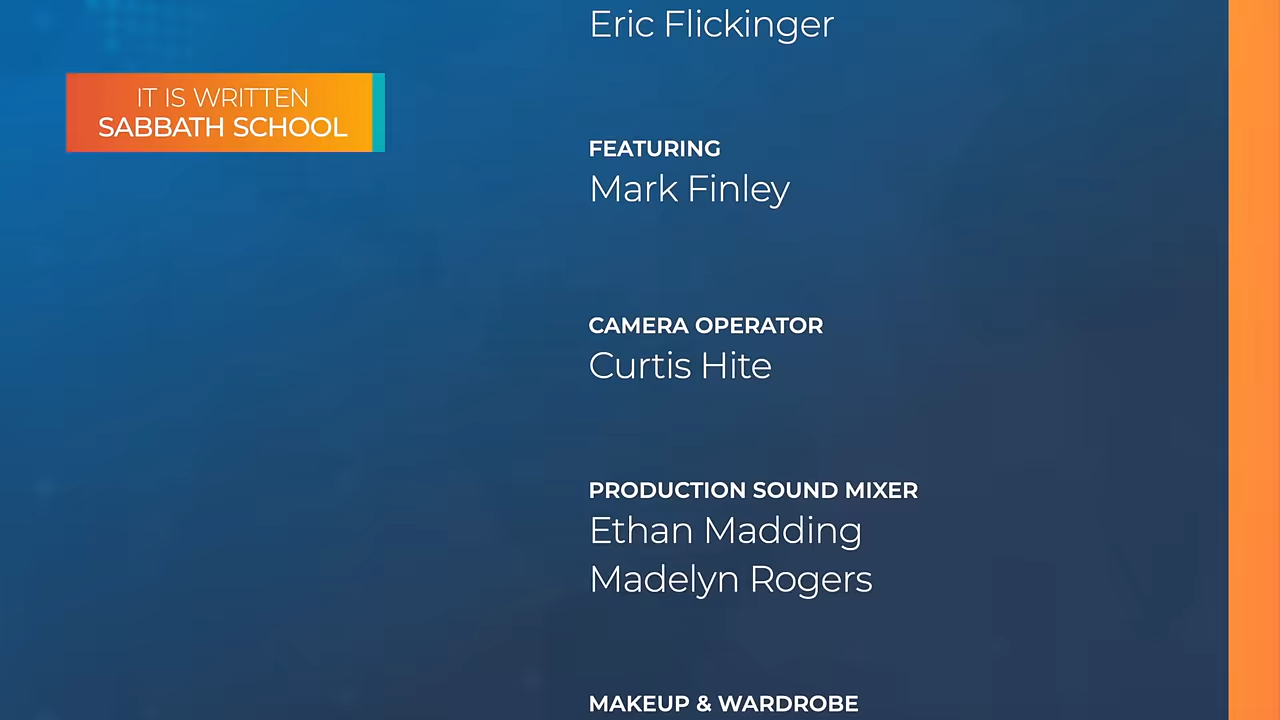 Eric Flickinger
IT IS WRITTEN
SABBATH SCHOOL
FEATURING
Mark Finley
CAMERA OPERATOR
Curtis Hite
PRODUCTION SOUND MIXER
Ethan Madding
Madelyn Rogers
MAKEUP & WARDROBE